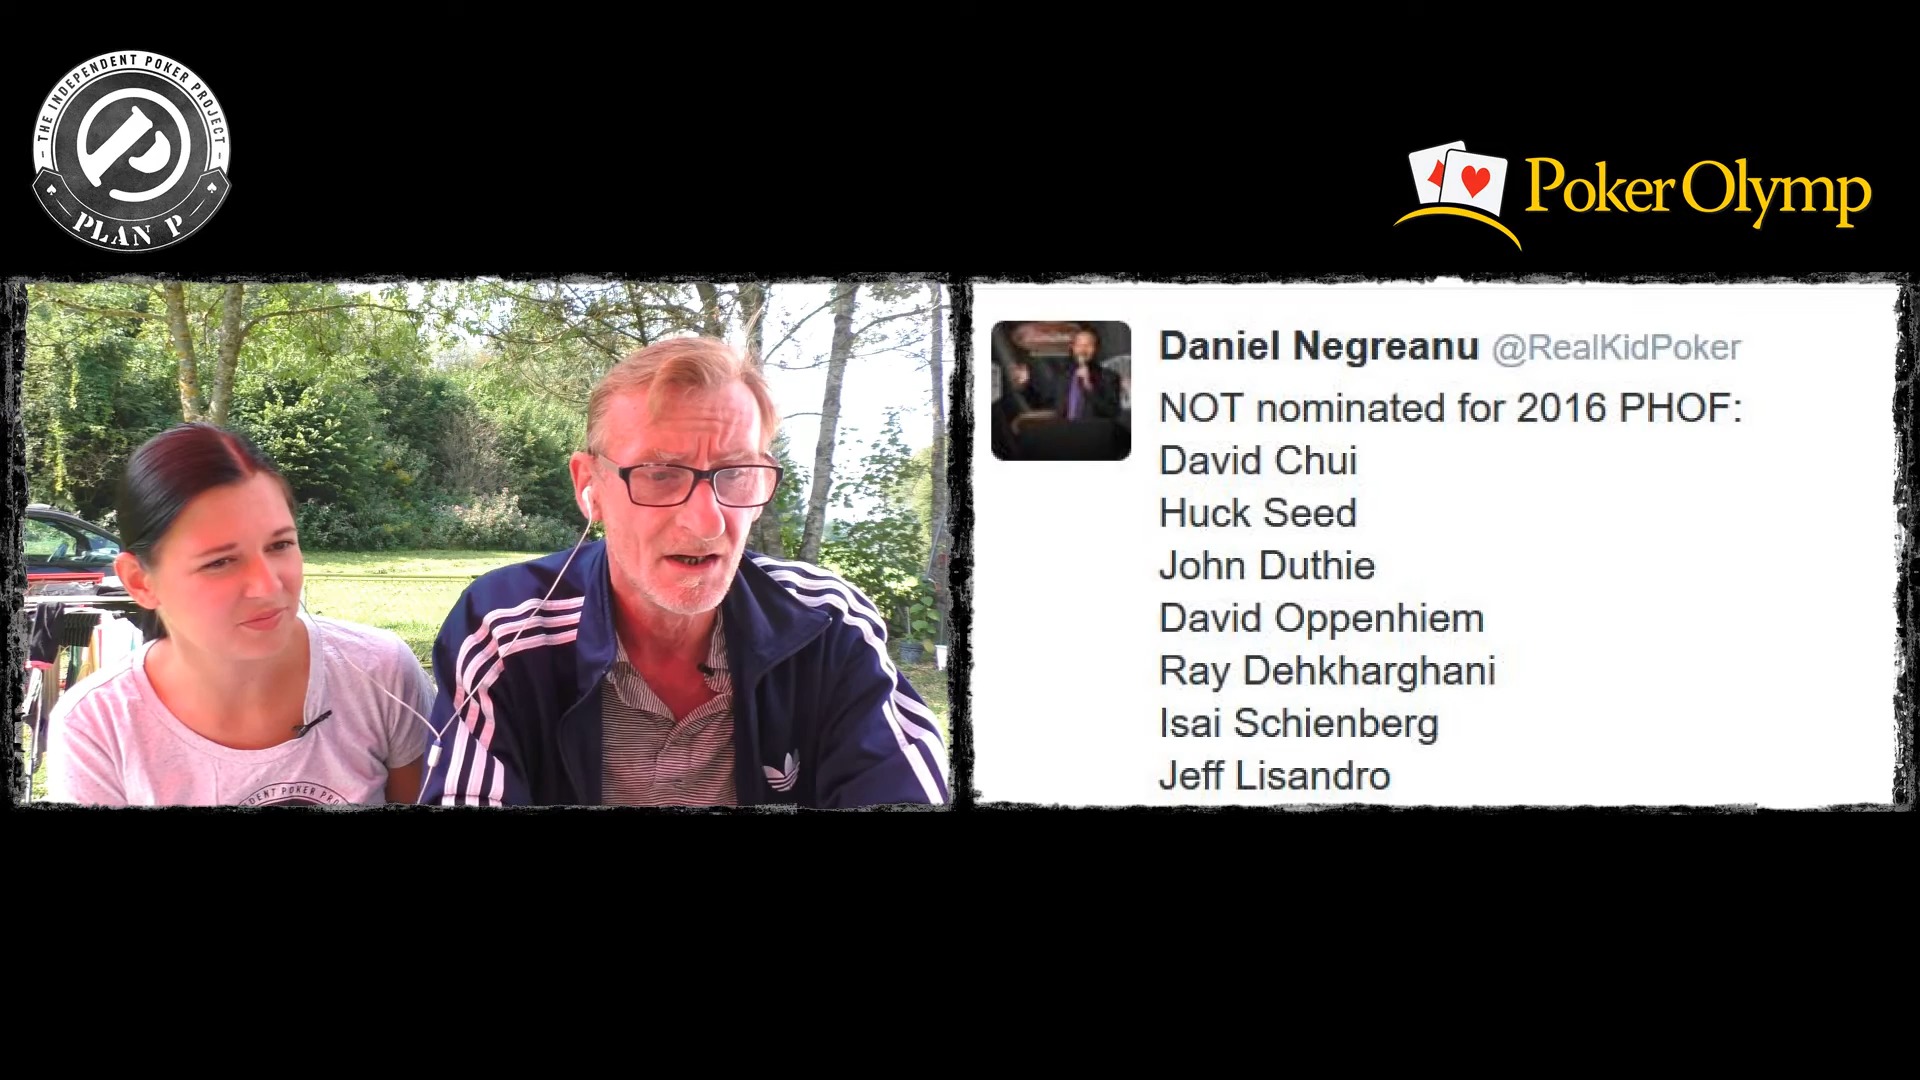 - THE INDEPENDENT POKER PROJECT -
PLAN P
PokerOlymp
Daniel Negreanu @RealKidPoker
NOT nominated for 2016 PHOF:
David Chui
Huck Seed
John Duthie
David Oppenhiem
Ray Dehkharghani
Isai Schienberg
Jeff Lisandro
POKER